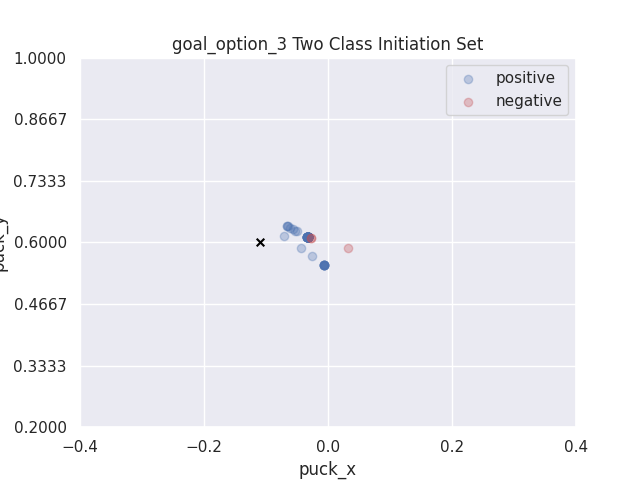 goal_option_3 Two Class Initiation Set
positive
negative
1.0000
0.8667
0.7333
0.6000
0.4667
0.3333
0.2000
puck_y
−0.4
−0.2
0.0
0.2
0.4
puck_x